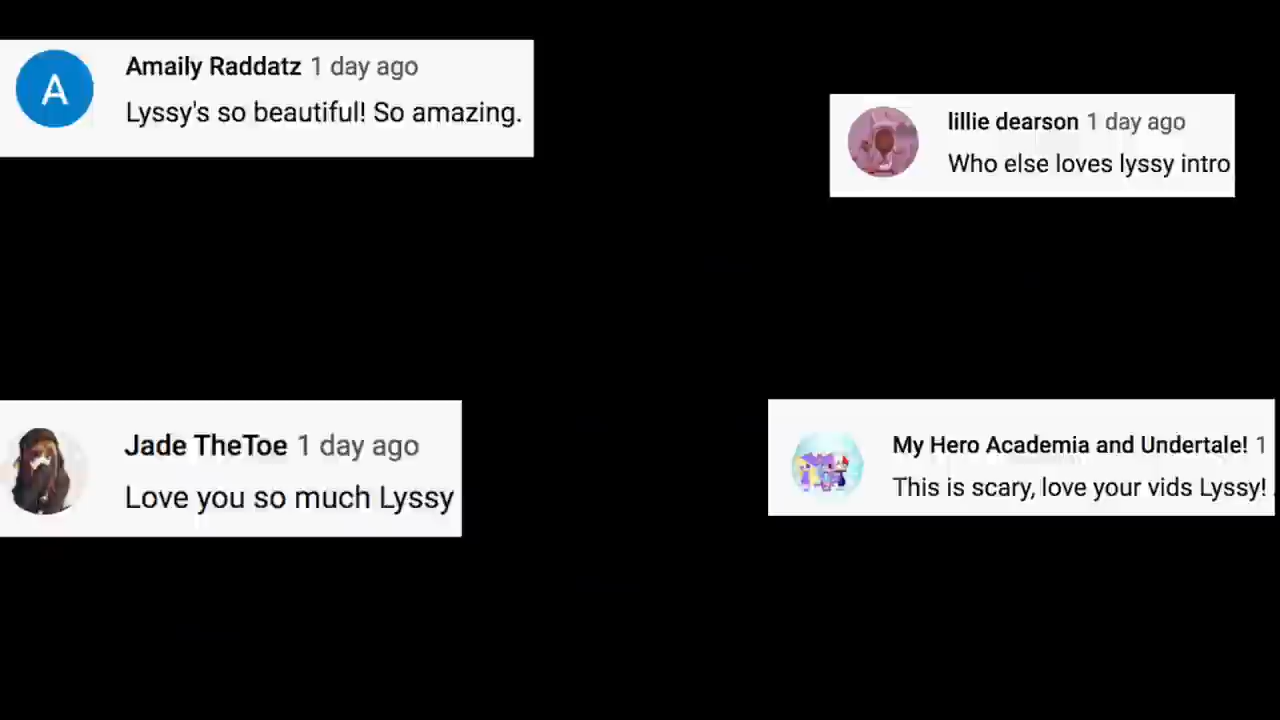 A
Amaily Raddatz 1 day ago
Lyssy's so beautiful! So amazing.
lillie dearson 1 day ago
Who else loves lyssy intro
Jade TheToe 1 day ago
Love you so much Lyssy
My Hero Academia and Undertale! 1
This is scary, love your vids Lyssy!